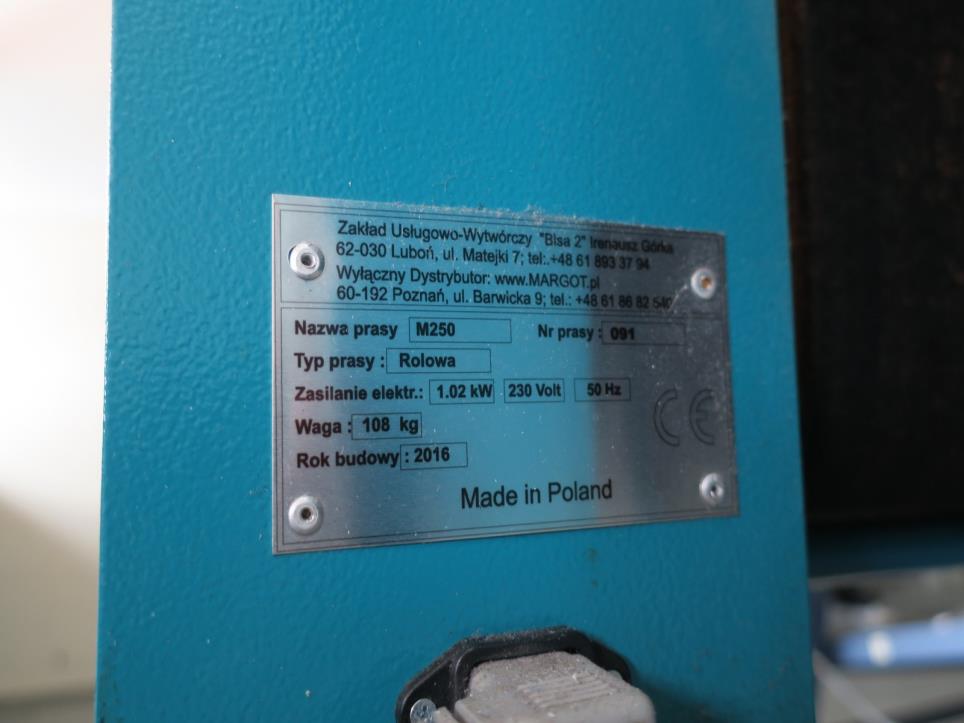 Zakład Usługowo-Wytwórczy "Bisa 2" Irenausz Górka
62-030 Luboń, ul. Matejki 7; tel:.+48 61 893 37 94
Wyłączny Dystrybutor: www.MARGOT.pl
60-192 Poznań, ul. Barwicka 9; tel.: +48 61 86 82 540
Nazwa prasy M250 Nr prasy : 091
Typ prasy : Rolowa
Zasilanie elektr.: 1.02 kW 230 Volt 50 Hz
Waga : 108 kg
CE
Rok budowy : 2016
Made in Poland